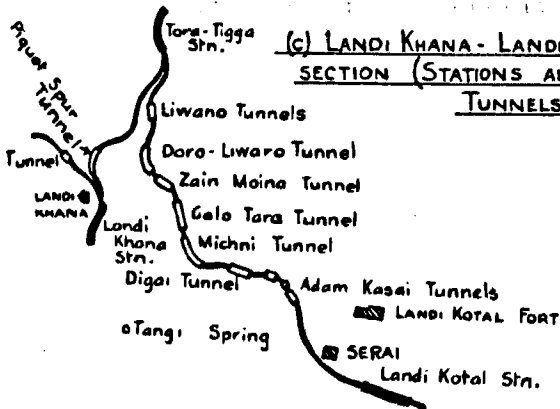 (c) LANDI KHANA - LANDI
SECTION (STATIONS A
TUNNELS
Tora-Tigga
Stn.
Piquet Spur
Tunnel
Tunnel
LANDI
KHANA
Landi
Khana
Stn.
Liwano Tunnels
Doro-Liwaro Tunnel
Zain Moina Tunnel
Galo Tara Tunnel
Michni Tunnel
Digai Tunnel
Adam Kasai Tunnels
LANDI KOTAL FORT
Tangi Spring
SERAI
Landi Kotal Stn.